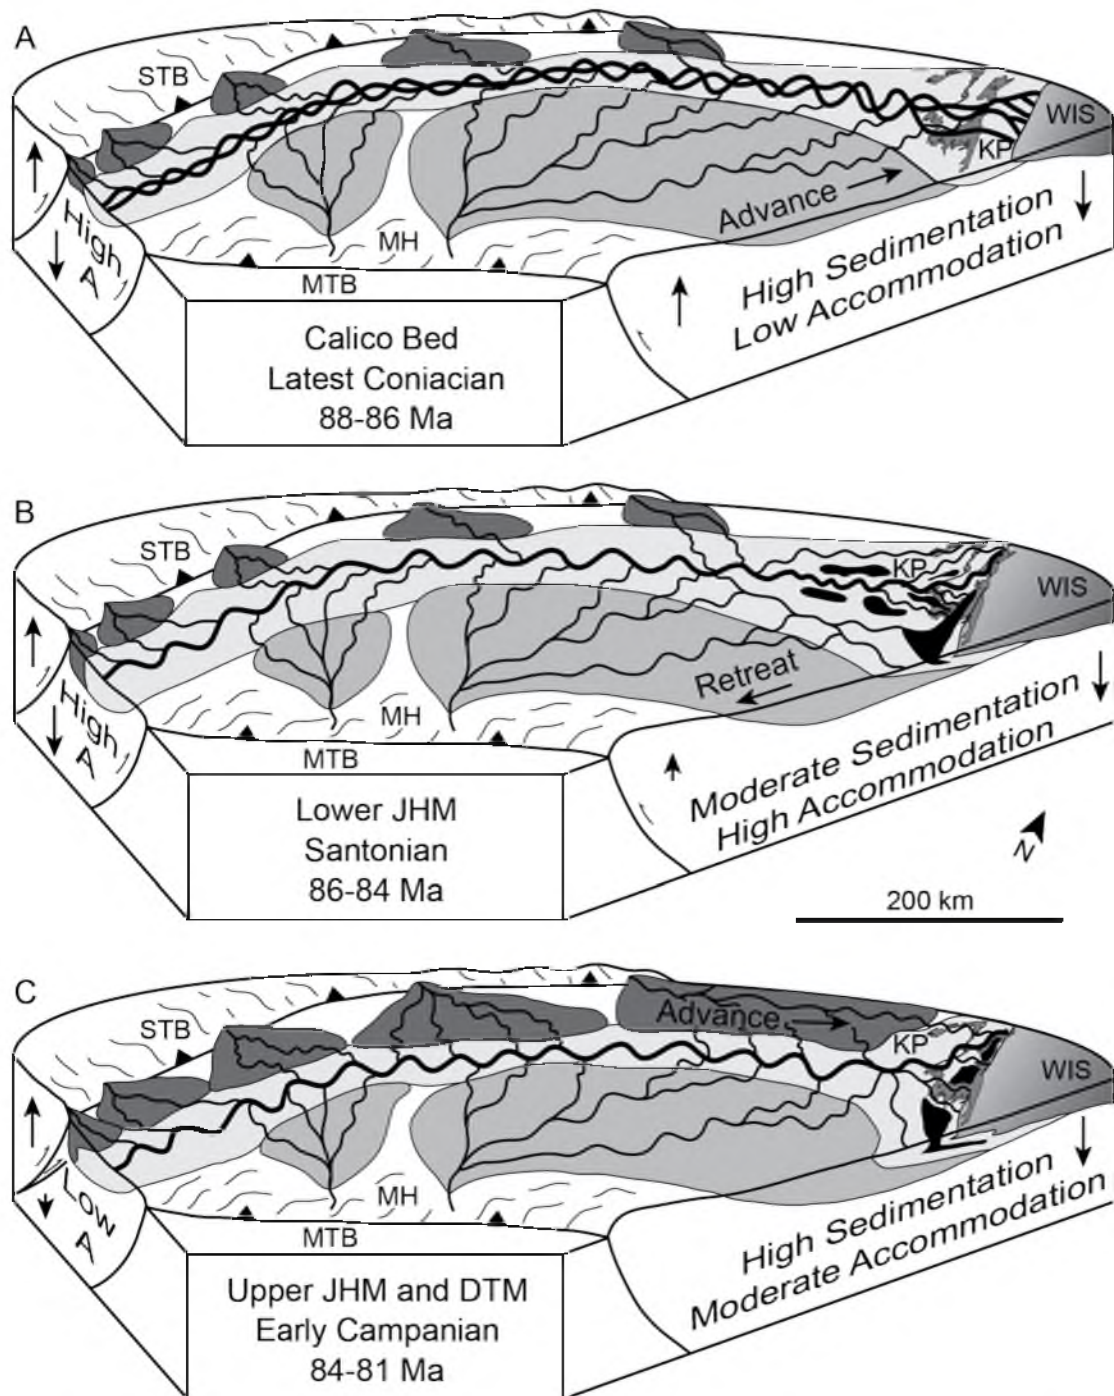 A
STB
WIS
KP
Advance
High
A
MH
MTB
High Sedimentation
Low Accommodation
Calico Bed
Latest Coniacian
88-86 Ma
B
STB
KP
WIS
Retreat
High
A
MH
MTB
Moderate Sedimentation
High Accommodation
Lower JHM
Santonian
86-84 Ma
N
200 km
C
STB
Advance
KP
WIS
Low
A
MH
MTB
High Sedimentation
Moderate Accommodation
Upper JHM and DTM
Early Campanian
84-81 Ma